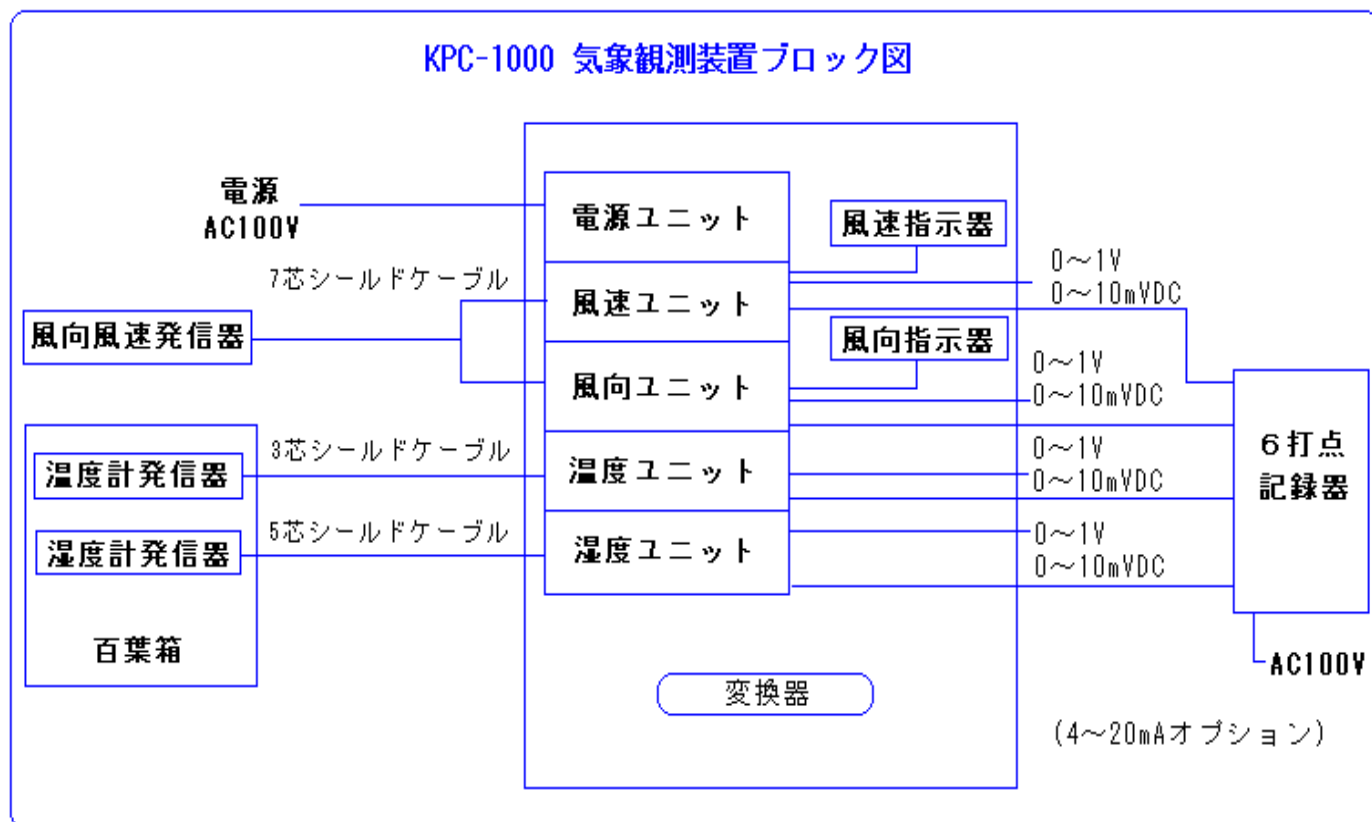 KPC-1000 気象観測装置ブロック図
電源
AC100V
電源ユニット
風速指示器
7芯シールドケーブル
0～1V
0～10mVDC
風速ユニット
風向風速発信器
風向指示器
風向ユニット
0～1V
0～10mVDC
3芯シールドケーブル
温度計発信器
温度ユニット
0～1V
0～10mVDC
6打点
記録器
5芯シールドケーブル
湿度計発信器
湿度ユニット
0～1V
0～10mVDC
百葉箱
AC100V
変換器
(4～20mAオプション)